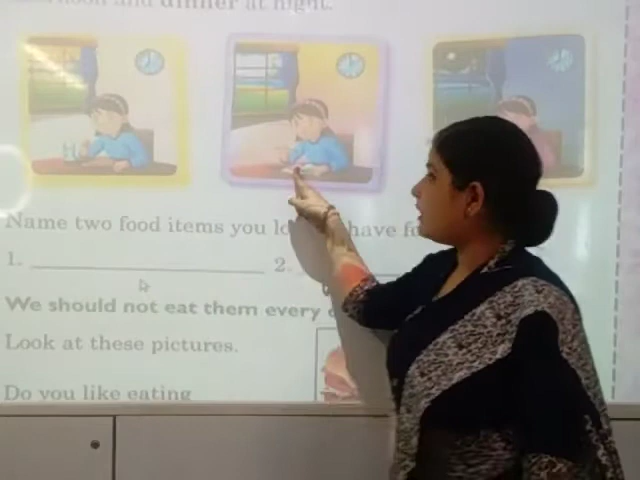 and dinner at night.
Name two food items you have
1. 2.
We should not eat them every
Look at these pictures.
Do you like eating